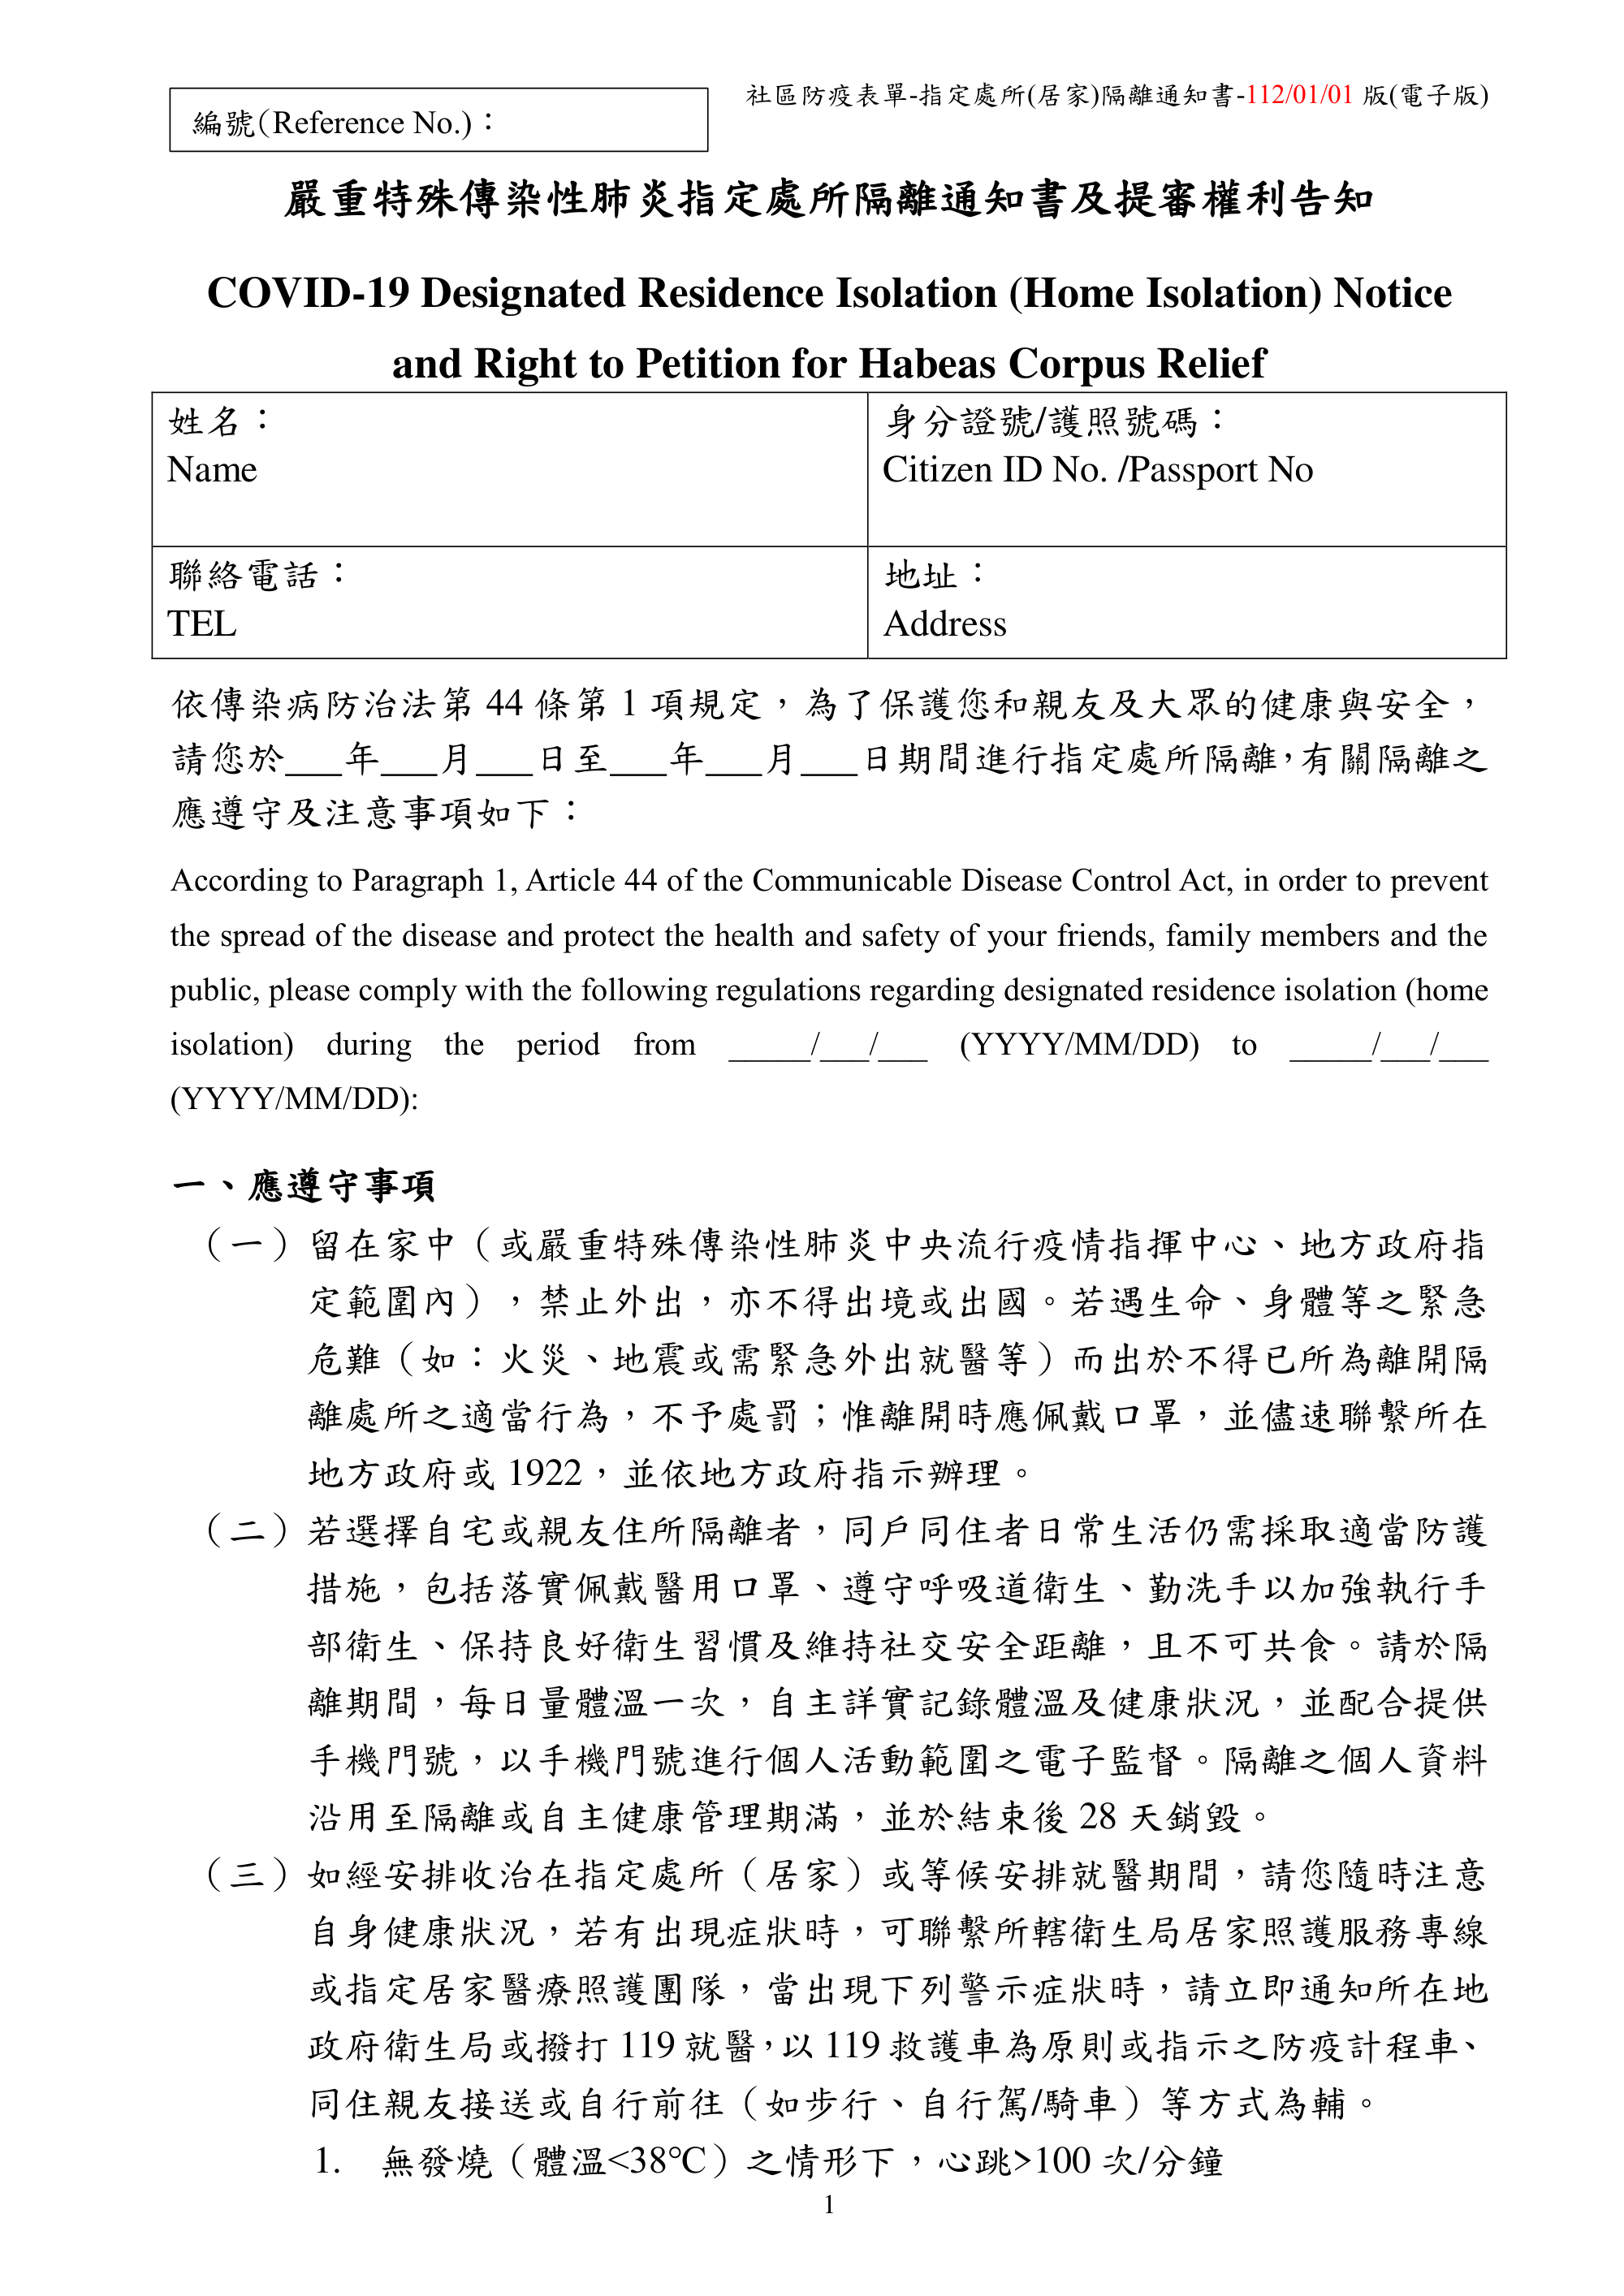 社區防疫表單-指定處所(居家)隔離通知書-112/01/01 版(電子版)
編號(Reference No.)：
嚴重特殊傳染性肺炎指定處所隔離通知書及提審權利告知
COVID-19 Designated Residence Isolation (Home Isolation) Notice
and Right to Petition for Habeas Corpus Relief
姓名：
Name
身分證號/護照號碼：
Citizen ID No. /Passport No
聯絡電話：
TEL
地址：
Address
依傳染病防治法第 44 條第 1 項規定，為了保護您和親友及大眾的健康與安全，
請您於___年___月___日至___年___月___日期間進行指定處所隔離，有關隔離之
應遵守及注意事項如下：
According to Paragraph 1, Article 44 of the Communicable Disease Control Act, in order to prevent
the spread of the disease and protect the health and safety of your friends, family members and the
public, please comply with the following regulations regarding designated residence isolation (home
isolation) during the period from _____/___/___ (YYYY/MM/DD) to _____/___/___
(YYYY/MM/DD):
一、應遵守事項
（一）留在家中（或嚴重特殊傳染性肺炎中央流行疫情指揮中心、地方政府指
定範圍內），禁止外出，亦不得出境或出國。若遇生命、身體等之緊急
危難（如：火災、地震或需緊急外出就醫等）而出於不得已所為離開隔
離處所之適當行為，不予處罰；惟離開時應佩戴口罩，並儘速聯繫所在
地方政府或 1922，並依地方政府指示辦理。
（二）若選擇自宅或親友住所隔離者，同戶同住者日常生活仍需採取適當防護
措施，包括落實佩戴醫用口罩、遵守呼吸道衛生、勤洗手以加強執行手
部衛生、保持良好衛生習慣及維持社交安全距離，且不可共食。請於隔
離期間，每日量體溫一次，自主詳實記錄體溫及健康狀況，並配合提供
手機門號，以手機門號進行個人活動範圍之電子監督。隔離之個人資料
沿用至隔離或自主健康管理期滿，並於結束後 28 天銷毀。
（三）如經安排收治在指定處所（居家）或等候安排就醫期間，請您隨時注意
自身健康狀況，若有出現症狀時，可聯繫所轄衛生局居家照護服務專線
或指定居家醫療照護團隊，當出現下列警示症狀時，請立即通知所在地
政府衛生局或撥打 119 就醫，以 119 救護車為原則或指示之防疫計程車、
同住親友接送或自行前往（如步行、自行駕/騎車）等方式為輔。
1. 無發燒（體溫<38℃）之情形下，心跳>100 次/分鐘
1